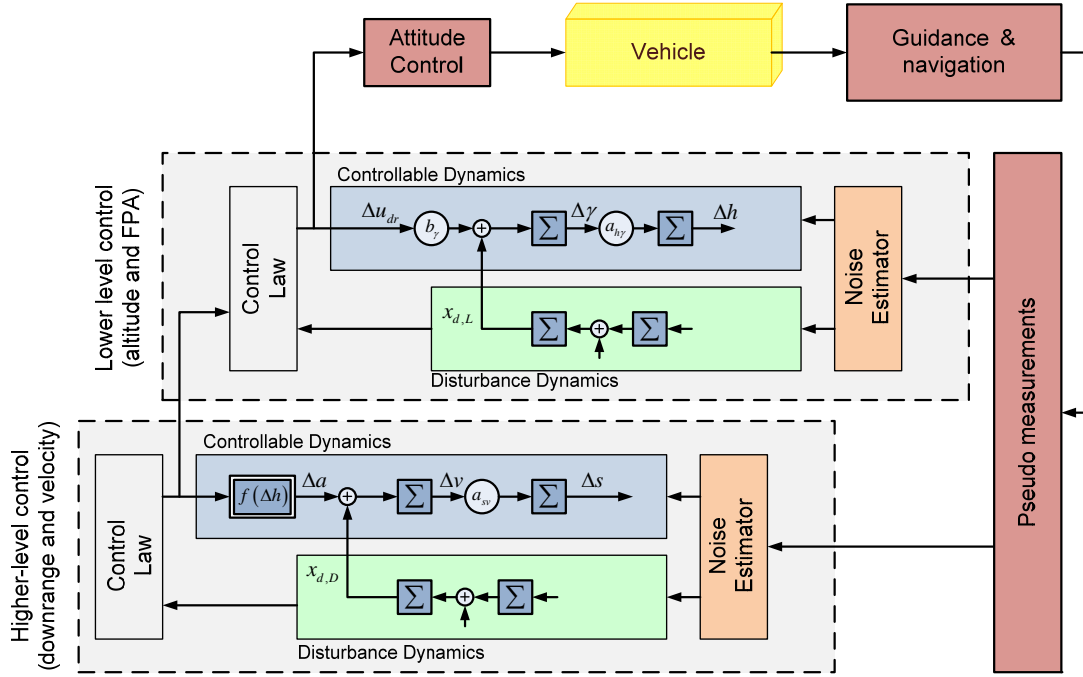 Attitude
Control
Vehicle
Guidance &
navigation
Lower level control
(altitude and FPA)
Control
Law
Controllable Dynamics
Δu_dr
b_γ
+
Σ
Δγ
a_hγ
Σ
Δh
x_d,L
Σ
+
Σ
Disturbance Dynamics
Noise
Estimator
Pseudo measurements
Higher-level control
(downrange and velocity)
Control
Law
Controllable Dynamics
f(Δh)
Δa
+
Σ
Δv
a_sv
Σ
Δs
x_d,D
Σ
+
Σ
Disturbance Dynamics
Noise
Estimator